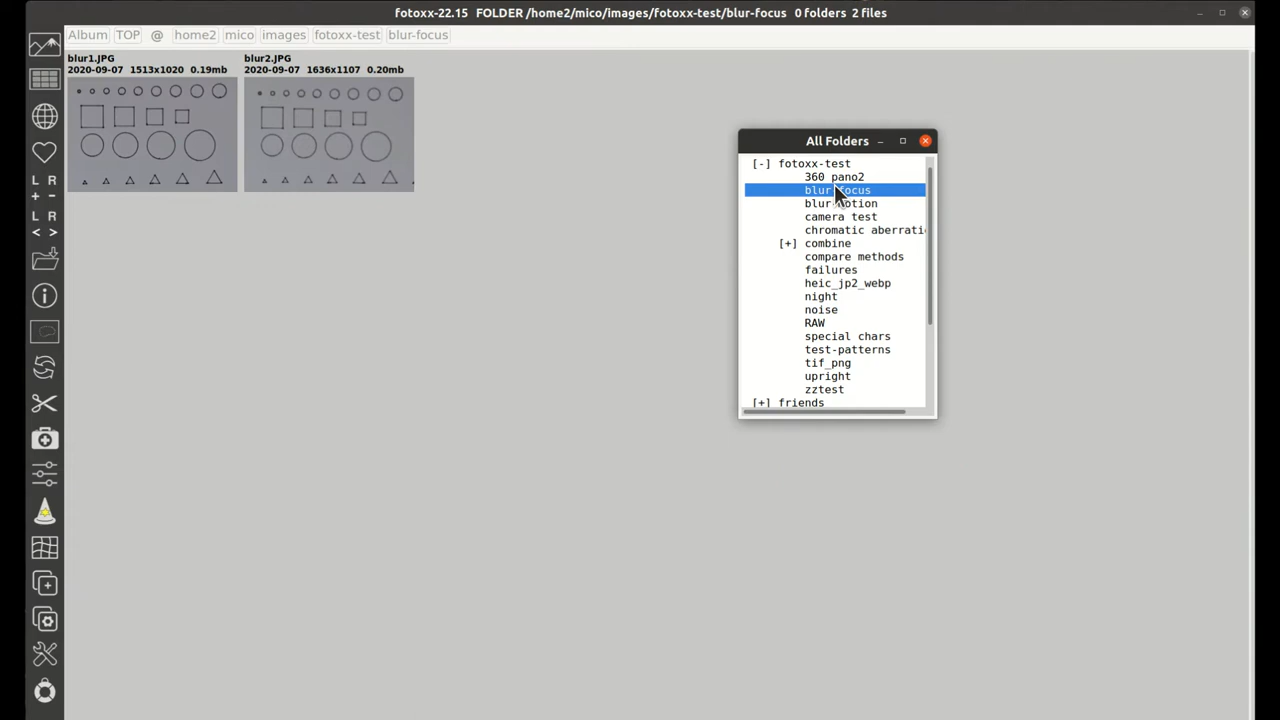 fotoxx-22.15 FOLDER /home2/mico/images/fotoxx-test/blur-focus 0 folders 2 files
Album TOP @ home2 mico images fotoxx-test blur-focus
blur1.JPG
2020-09-07 1513x1020 0.19mb
blur2.JPG
2020-09-07 1636x1107 0.20mb
L R
+ -
L R
< >
All Folders
[-] fotoxx-test
360 pano2
blur-focus
blur-motion
camera test
chromatic aberratio
[+] combine
compare methods
failures
heic_jp2_webp
night
noise
RAW
special chars
test-patterns
tif_png
upright
zztest
[+] friends